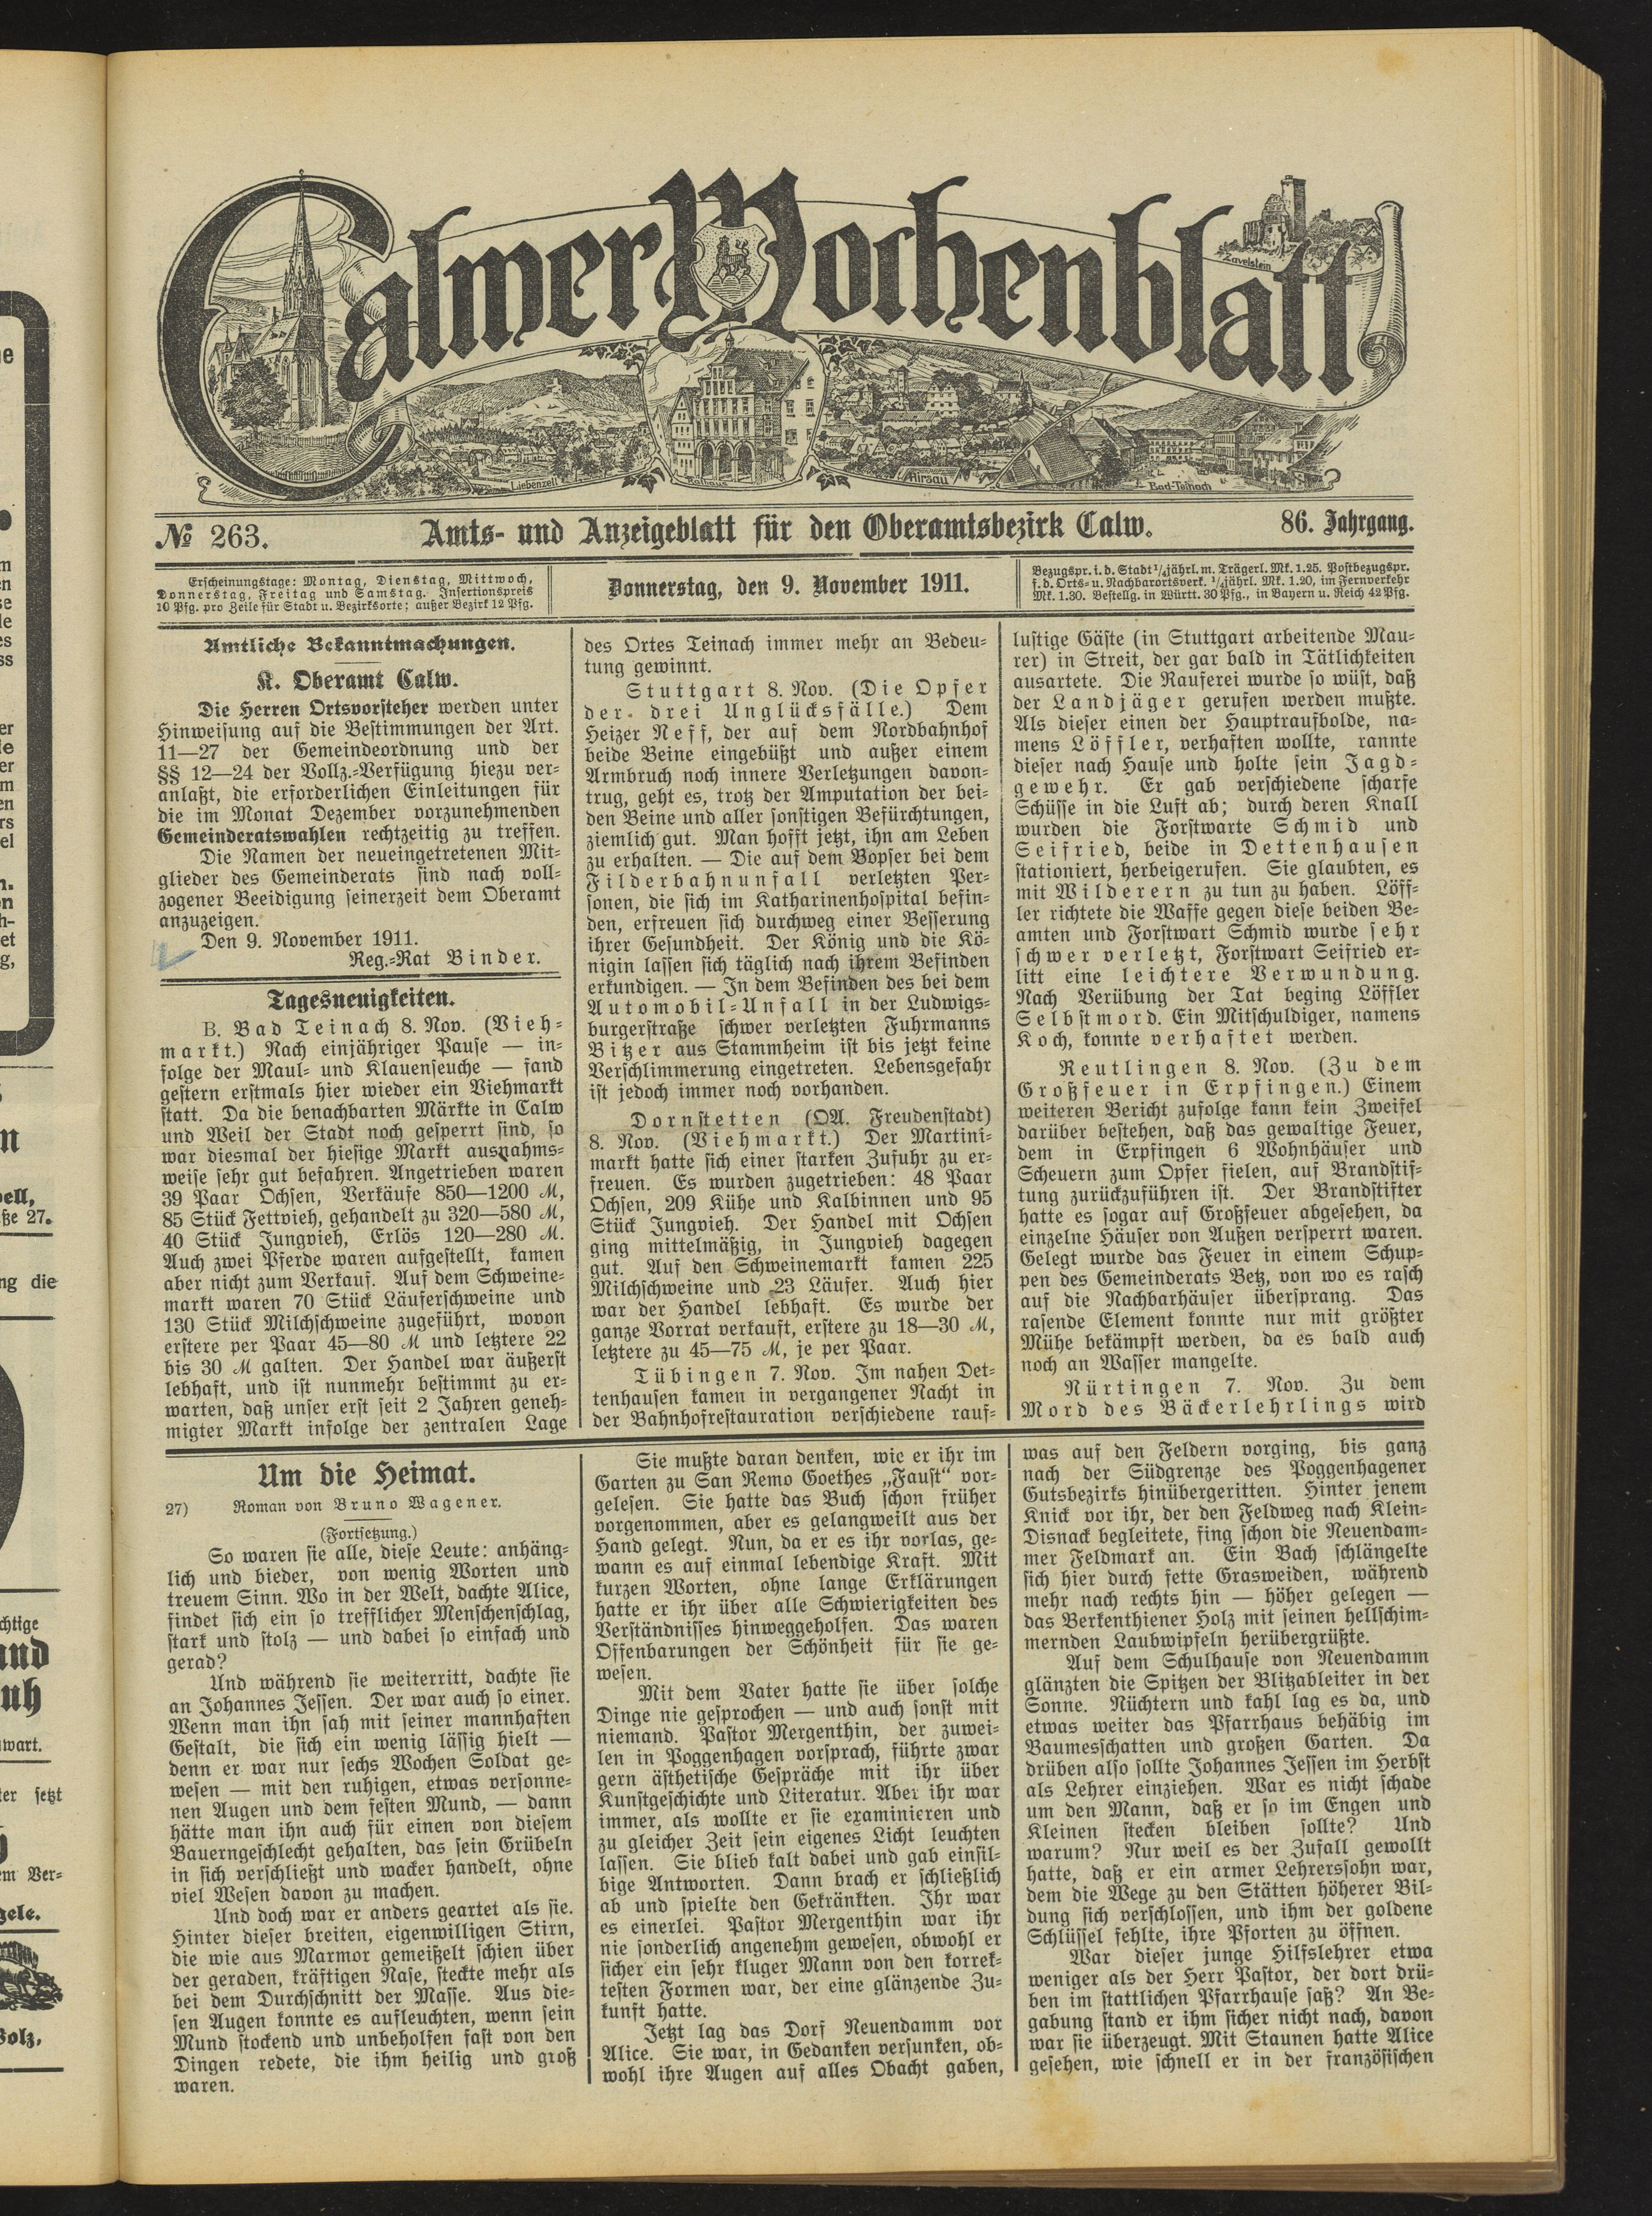 Calwer Wochenblatt
Zavelstein
Liebenzell
Rathaus
Hirsau
Bad-Teinach
№ 263.
Amts- und Anzeigeblatt für den Oberamtsbezirk Calw.
86. Jahrgang.
Erscheinungstage: Montag, Dienstag, Mittwoch,
Donnerstag, Freitag und Samstag. Insertionspreis
10 Pfg. pro Zeile für Stadt u. Bezirksorte; außer Bezirk 12 Pfg.
Donnerstag, den 9. November 1911.
Bezugspr. i. d. Stadt ¼jährl. m. Trägerl. Mk. 1.25. Postbezugspr.
f. d. Orts- u. Nachbarortsverk. ¼jährl. Mk. 1.20, im Fernverkehr
Mk. 1.30. Bestellg. in Württ. 30 Pfg., in Bayern u. Reich 42 Pfg.
Amtliche Bekanntmachungen.
K. Oberamt Calw.
Die Herren Ortsvorsteher werden unter
Hinweisung auf die Bestimmungen der Art.
11—27 der Gemeindeordnung und der
§§ 12—24 der Vollz.-Verfügung hiezu ver-
anlaßt, die erforderlichen Einleitungen für
die im Monat Dezember vorzunehmenden
Gemeinderatswahlen rechtzeitig zu treffen.
Die Namen der neueingetretenen Mit-
glieder des Gemeinderats sind nach voll-
zogener Beeidigung seinerzeit dem Oberamt
anzuzeigen.
Den 9. November 1911.
Reg.-Rat Binder.
Tagesneuigkeiten.
B. Bad Teinach 8. Nov. (Vieh-
markt.) Nach einjähriger Pause — in-
folge der Maul- und Klauenseuche — fand
gestern erstmals hier wieder ein Viehmarkt
statt. Da die benachbarten Märkte in Calw
und Weil der Stadt noch gesperrt sind, so
war diesmal der hiesige Markt ausnahms-
weise sehr gut befahren. Angetrieben waren
39 Paar Ochsen, Verkäufe 850—1200 M,
85 Stück Fettvieh, gehandelt zu 320—580 M,
40 Stück Jungvieh, Erlös 120—280 M.
Auch zwei Pferde waren aufgestellt, kamen
aber nicht zum Verkauf. Auf dem Schweine-
markt waren 70 Stück Läuferschweine und
130 Stück Milchschweine zugeführt, wovon
erstere per Paar 45—80 M und letztere 22
bis 30 M galten. Der Handel war äußerst
lebhaft, und ist nunmehr bestimmt zu er-
warten, daß unser erst seit 2 Jahren geneh-
migter Markt infolge der zentralen Lage
des Ortes Teinach immer mehr an Bedeu-
tung gewinnt.
Stuttgart 8. Nov. (Die Opfer
der drei Unglücksfälle.) Dem
Heizer Neff, der auf dem Nordbahnhof
beide Beine eingebüßt und außer einem
Armbruch noch innere Verletzungen davon-
trug, geht es, trotz der Amputation der bei-
den Beine und aller sonstigen Befürchtungen,
ziemlich gut. Man hofft jetzt, ihn am Leben
zu erhalten. — Die auf dem Bopser bei dem
Filderbahnunfall verletzten Per-
sonen, die sich im Katharinenhospital befin-
den, erfreuen sich durchweg einer Besserung
ihrer Gesundheit. Der König und die Kö-
nigin lassen sich täglich nach ihrem Befinden
erkundigen. — In dem Befinden des bei dem
Automobil-Unfall in der Ludwigs-
burgerstraße schwer verletzten Fuhrmanns
Bitzer aus Stammheim ist bis jetzt keine
Verschlimmerung eingetreten. Lebensgefahr
ist jedoch immer noch vorhanden.
Dornstetten (OA. Freudenstadt)
8. Nov. (Viehmarkt.) Der Martini-
markt hatte sich einer starken Zufuhr zu er-
freuen. Es wurden zugetrieben: 48 Paar
Ochsen, 209 Kühe und Kalbinnen und 95
Stück Jungvieh. Der Handel mit Ochsen
ging mittelmäßig, in Jungvieh dagegen
gut. Auf den Schweinemarkt kamen 225
Milchschweine und 23 Läufer. Auch hier
war der Handel lebhaft. Es wurde der
ganze Vorrat verkauft, erstere zu 18—30 M,
letztere zu 45—75 M, je per Paar.
Tübingen 7. Nov. Im nahen Det-
tenhausen kamen in vergangener Nacht in
der Bahnhofrestauration verschiedene rauf-
lustige Gäste (in Stuttgart arbeitende Mau-
rer) in Streit, der gar bald in Tätlichkeiten
ausartete. Die Rauferei wurde so wüst, daß
der Landjäger gerufen werden mußte.
Als dieser einen der Hauptraufbolde, na-
mens Löffler, verhaften wollte, rannte
dieser nach Hause und holte sein Jagd-
gewehr. Er gab verschiedene scharfe
Schüsse in die Luft ab; durch deren Knall
wurden die Forstwarte Schmid und
Seifried, beide in Dettenhausen
stationiert, herbeigerufen. Sie glaubten, es
mit Wilderern zu tun zu haben. Löff-
ler richtete die Waffe gegen diese beiden Be-
amten und Forstwart Schmid wurde sehr
schwer verletzt, Forstwart Seifried er-
litt eine leichtere Verwundung.
Nach Verübung der Tat beging Löffler
Selbstmord. Ein Mitschuldiger, namens
Koch, konnte verhaftet werden.
Reutlingen 8. Nov. (Zu dem
Großfeuer in Erpfingen.) Einem
weiteren Bericht zufolge kann kein Zweifel
darüber bestehen, daß das gewaltige Feuer,
dem in Erpfingen 6 Wohnhäuser und
Scheuern zum Opfer fielen, auf Brandstif-
tung zurückzuführen ist. Der Brandstifter
hatte es sogar auf Großfeuer abgesehen, da
einzelne Häuser von Außen versperrt waren.
Gelegt wurde das Feuer in einem Schup-
pen des Gemeinderats Betz, von wo es rasch
auf die Nachbarhäuser übersprang. Das
rasende Element konnte nur mit größter
Mühe bekämpft werden, da es bald auch
noch an Wasser mangelte.
Nürtingen 7. Nov. Zu dem
Mord des Bäckerlehrlings wird
Um die Heimat.
27) Roman von Bruno Wagener.
(Fortsetzung.)
So waren sie alle, diese Leute: anhäng-
lich und bieder, von wenig Worten und
treuem Sinn. Wo in der Welt, dachte Alice,
findet sich ein so trefflicher Menschenschlag,
stark und stolz — und dabei so einfach und
gerad?
Und während sie weiterritt, dachte sie
an Johannes Jessen. Der war auch so einer.
Wenn man ihn sah mit seiner mannhaften
Gestalt, die sich ein wenig lässig hielt —
denn er war nur sechs Wochen Soldat ge-
wesen — mit den ruhigen, etwas versonne-
nen Augen und dem festen Mund, — dann
hätte man ihn auch für einen von diesem
Bauerngeschlecht gehalten, das sein Grübeln
in sich verschließt und wacker handelt, ohne
viel Wesen davon zu machen.
Und doch war er anders geartet als sie.
Hinter dieser breiten, eigenwilligen Stirn,
die wie aus Marmor gemeißelt schien über
der geraden, kräftigen Nase, steckte mehr als
bei dem Durchschnitt der Masse. Aus die-
sen Augen konnte es aufleuchten, wenn sein
Mund stockend und unbeholfen fast von den
Dingen redete, die ihm heilig und groß
waren.
Sie mußte daran denken, wie er ihr im
Garten zu San Remo Goethes „Faust“ vor-
gelesen. Sie hatte das Buch schon früher
vorgenommen, aber es gelangweilt aus der
Hand gelegt. Nun, da er es ihr vorlas, ge-
wann es auf einmal lebendige Kraft. Mit
kurzen Worten, ohne lange Erklärungen
hatte er ihr über alle Schwierigkeiten des
Verständnisses hinweggeholfen. Das waren
Offenbarungen der Schönheit für sie ge-
wesen.
Mit dem Vater hatte sie über solche
Dinge nie gesprochen — und auch sonst mit
niemand. Pastor Mergenthin, der zuwei-
len in Poggenhagen vorsprach, führte zwar
gern ästhetische Gespräche mit ihr über
Kunstgeschichte und Literatur. Aber ihr war
immer, als wollte er sie examinieren und
zu gleicher Zeit sein eigenes Licht leuchten
lassen. Sie blieb kalt dabei und gab einsil-
bige Antworten. Dann brach er schließlich
ab und spielte den Gekränkten. Ihr war
es einerlei. Pastor Mergenthin war ihr
nie sonderlich angenehm gewesen, obwohl er
sicher ein sehr kluger Mann von den korrek-
testen Formen war, der eine glänzende Zu-
kunft hatte.
Jetzt lag das Dorf Neuendamm vor
Alice. Sie war, in Gedanken versunken, ob-
wohl ihre Augen auf alles Obacht gaben,
was auf den Feldern vorging, bis ganz
nach der Südgrenze des Poggenhagener
Gutsbezirks hinübergeritten. Hinter jenem
Knick vor ihr, der den Feldweg nach Klein-
Disnack begleitete, fing schon die Neuendam-
mer Feldmark an. Ein Bach schlängelte
sich hier durch fette Grasweiden, während
mehr nach rechts hin — höher gelegen —
das Berkenthiener Holz mit seinen hellschim-
mernden Laubwipfeln herübergrüßte.
Auf dem Schulhause von Neuendamm
glänzten die Spitzen der Blitzableiter in der
Sonne. Nüchtern und kahl lag es da, und
etwas weiter das Pfarrhaus behäbig im
Baumesschatten und großen Garten. Da
drüben also sollte Johannes Jessen im Herbst
als Lehrer einziehen. War es nicht schade
um den Mann, daß er so im Engen und
Kleinen stecken bleiben sollte? Und
warum? Nur weil es der Zufall gewollt
hatte, daß er ein armer Lehrerssohn war,
dem die Wege zu den Stätten höherer Bil-
dung sich verschlossen, und ihm der goldene
Schlüssel fehlte, ihre Pforten zu öffnen.
War dieser junge Hilfslehrer etwa
weniger als der Herr Pastor, der dort drü-
ben im stattlichen Pfarrhause saß? An Be-
gabung stand er ihm sicher nicht nach, davon
war sie überzeugt. Mit Staunen hatte Alice
gesehen, wie schnell er in der französischen